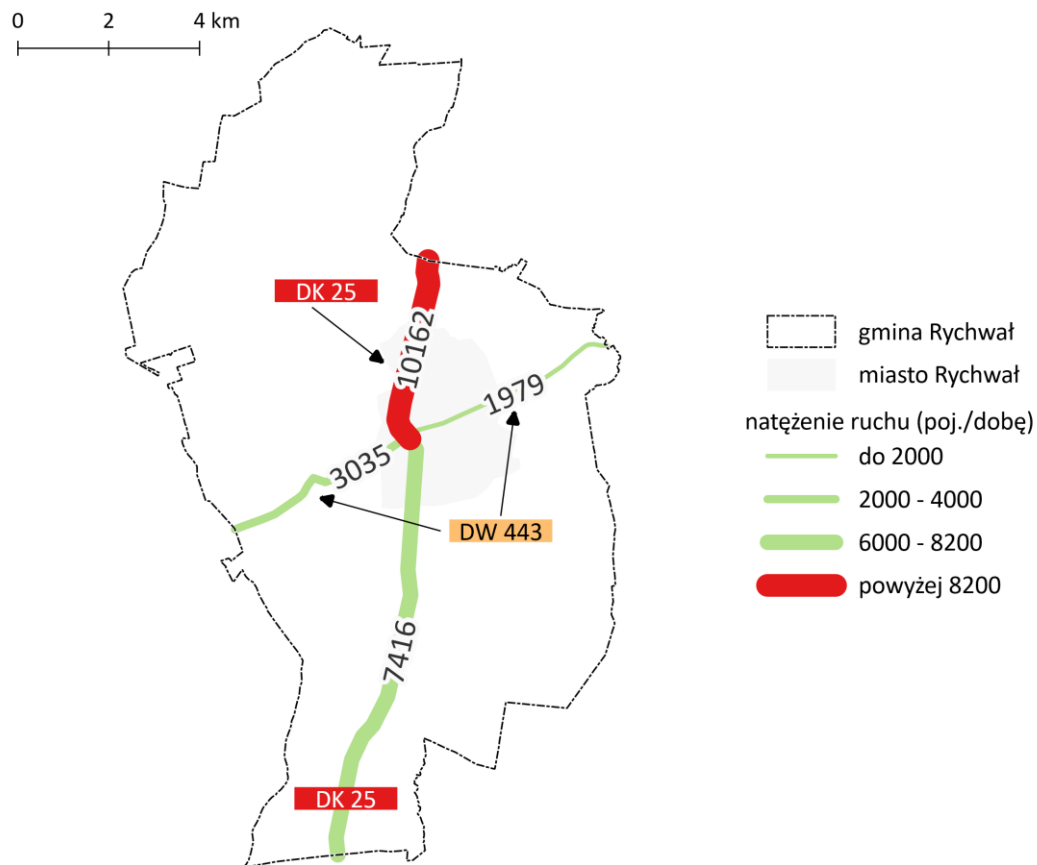 0 2 4 km
DK 25
10162
1979
3035
DW 443
7416
DK 25
gmina Rychwał
miasto Rychwał
natężenie ruchu (poj./dobę)
do 2000
2000 - 4000
6000 - 8200
powyżej 8200